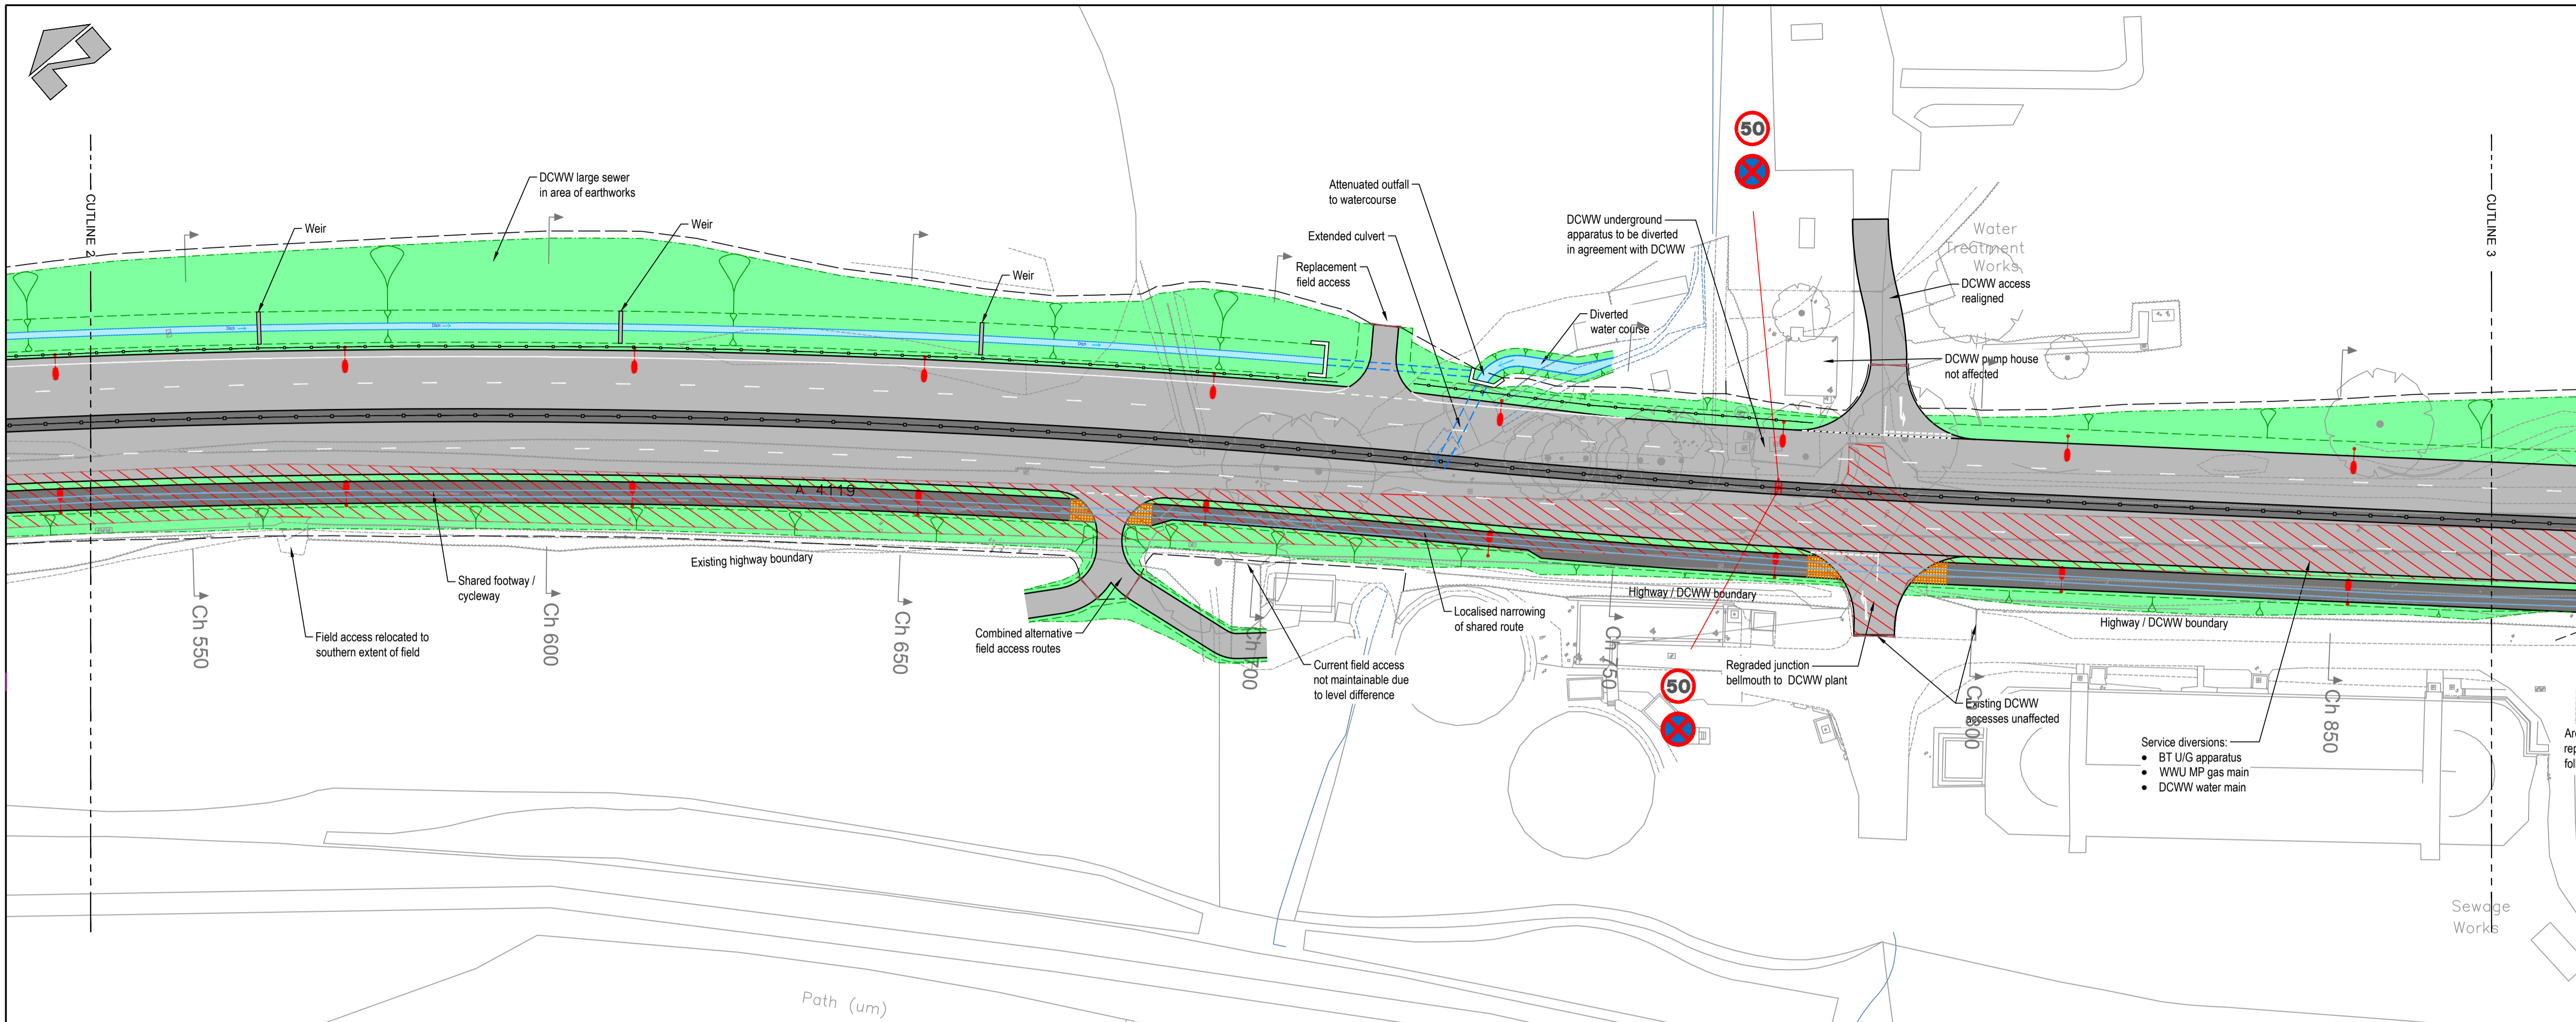 CUTLINE 2
DCWW large sewer
in area of earthworks
Weir
Weir
Weir
Ditch
Ditch
Ditch
Attenuated outfall
to watercourse
Extended culvert
Replacement
field access
DCWW underground
apparatus to be diverted
in agreement with DCWW
50
Water
Treatment
Works
DCWW access
realigned
Diverted
water course
DCWW pump house
not affected
CUTLINE 3
A 4119
Existing highway boundary
Shared footway /
cycleway
Field access relocated to
southern extent of field
Ch 550
Ch 600
Ch 650
Combined alternative
field access routes
Ch 700
Current field access
not maintainable due
to level difference
Localised narrowing
of shared route
Highway / DCWW boundary
Ch 750
50
Regraded junction
bellmouth to DCWW plant
Existing DCWW
accesses unaffected
Ch 800
Highway / DCWW boundary
Service diversions:
• BT U/G apparatus
• WWU MP gas main
• DCWW water main
Ch 850
Sewage
Works
Path (um)